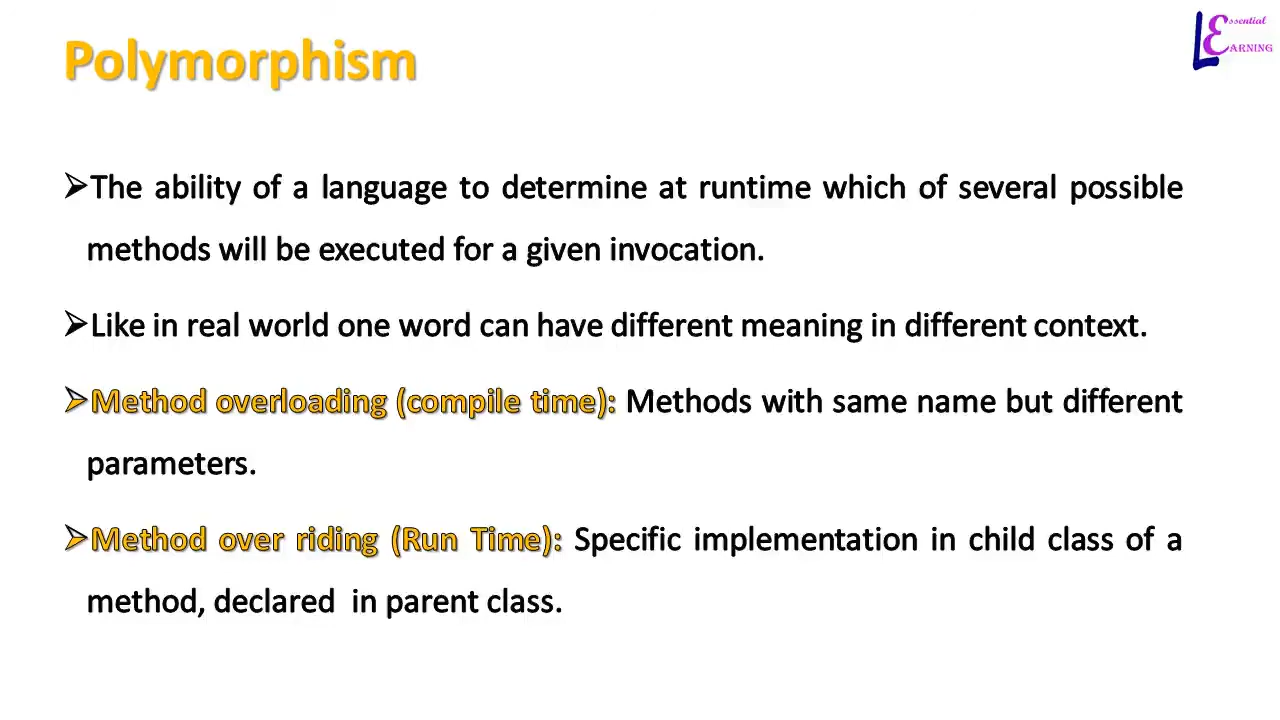 Polymorphism
Essential
LEARNING
➢The ability of a language to determine at runtime which of several possible
methods will be executed for a given invocation.
➢Like in real world one word can have different meaning in different context.
➢Method overloading (compile time): Methods with same name but different
parameters.
➢Method over riding (Run Time): Specific implementation in child class of a
method, declared  in parent class.